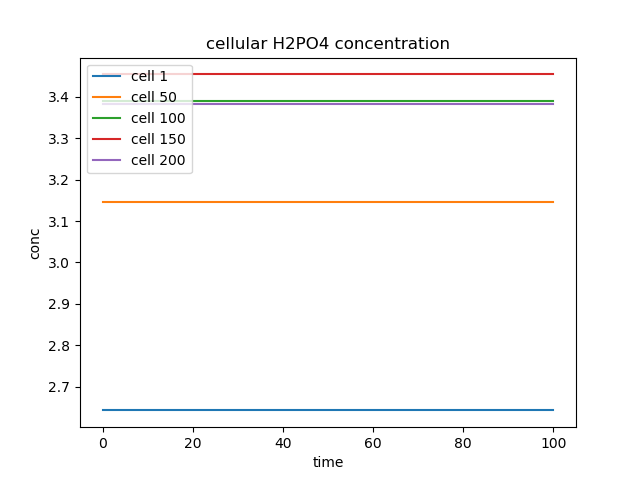 cellular H2PO4 concentration
cell 1
cell 50
cell 100
cell 150
cell 200
3.4
3.3
3.2
3.1
3.0
2.9
2.8
2.7
conc
0 20 40 60 80 100
time